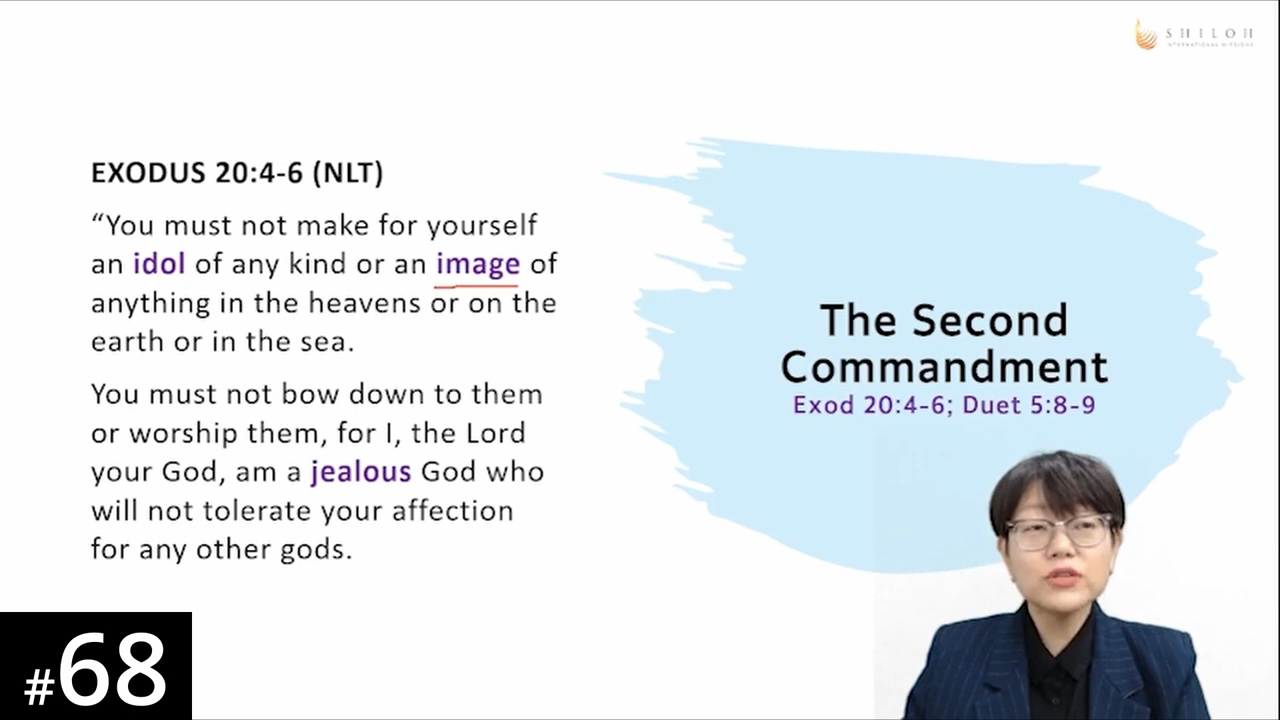 SHILOH
INTERNATIONAL MISSIONS
EXODUS 20:4-6 (NLT)
“You must not make for yourself
an idol of any kind or an image of
anything in the heavens or on the
earth or in the sea.
You must not bow down to them
or worship them, for I, the Lord
your God, am a jealous God who
will not tolerate your affection
for any other gods.
The Second
Commandment
Exod 20:4-6; Duet 5:8-9
#68